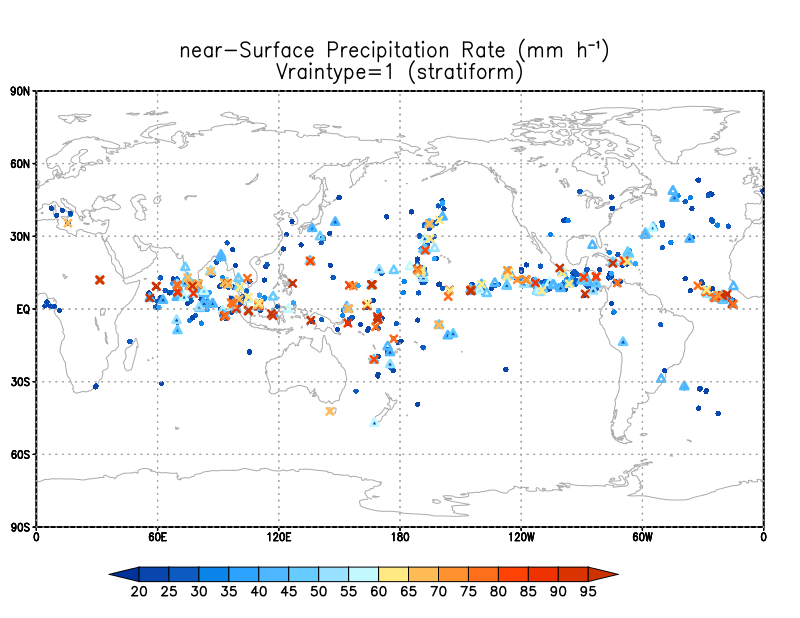 near-Surface Precipitation Rate (mm h⁻¹)
Vraintype=1 (stratiform)
90N
60N
30N
EQ
30S
60S
90S
0 60E 120E 180 120W 60W 0
20 25 30 35 40 45 50 55 60 65 70 75 80 85 90 95